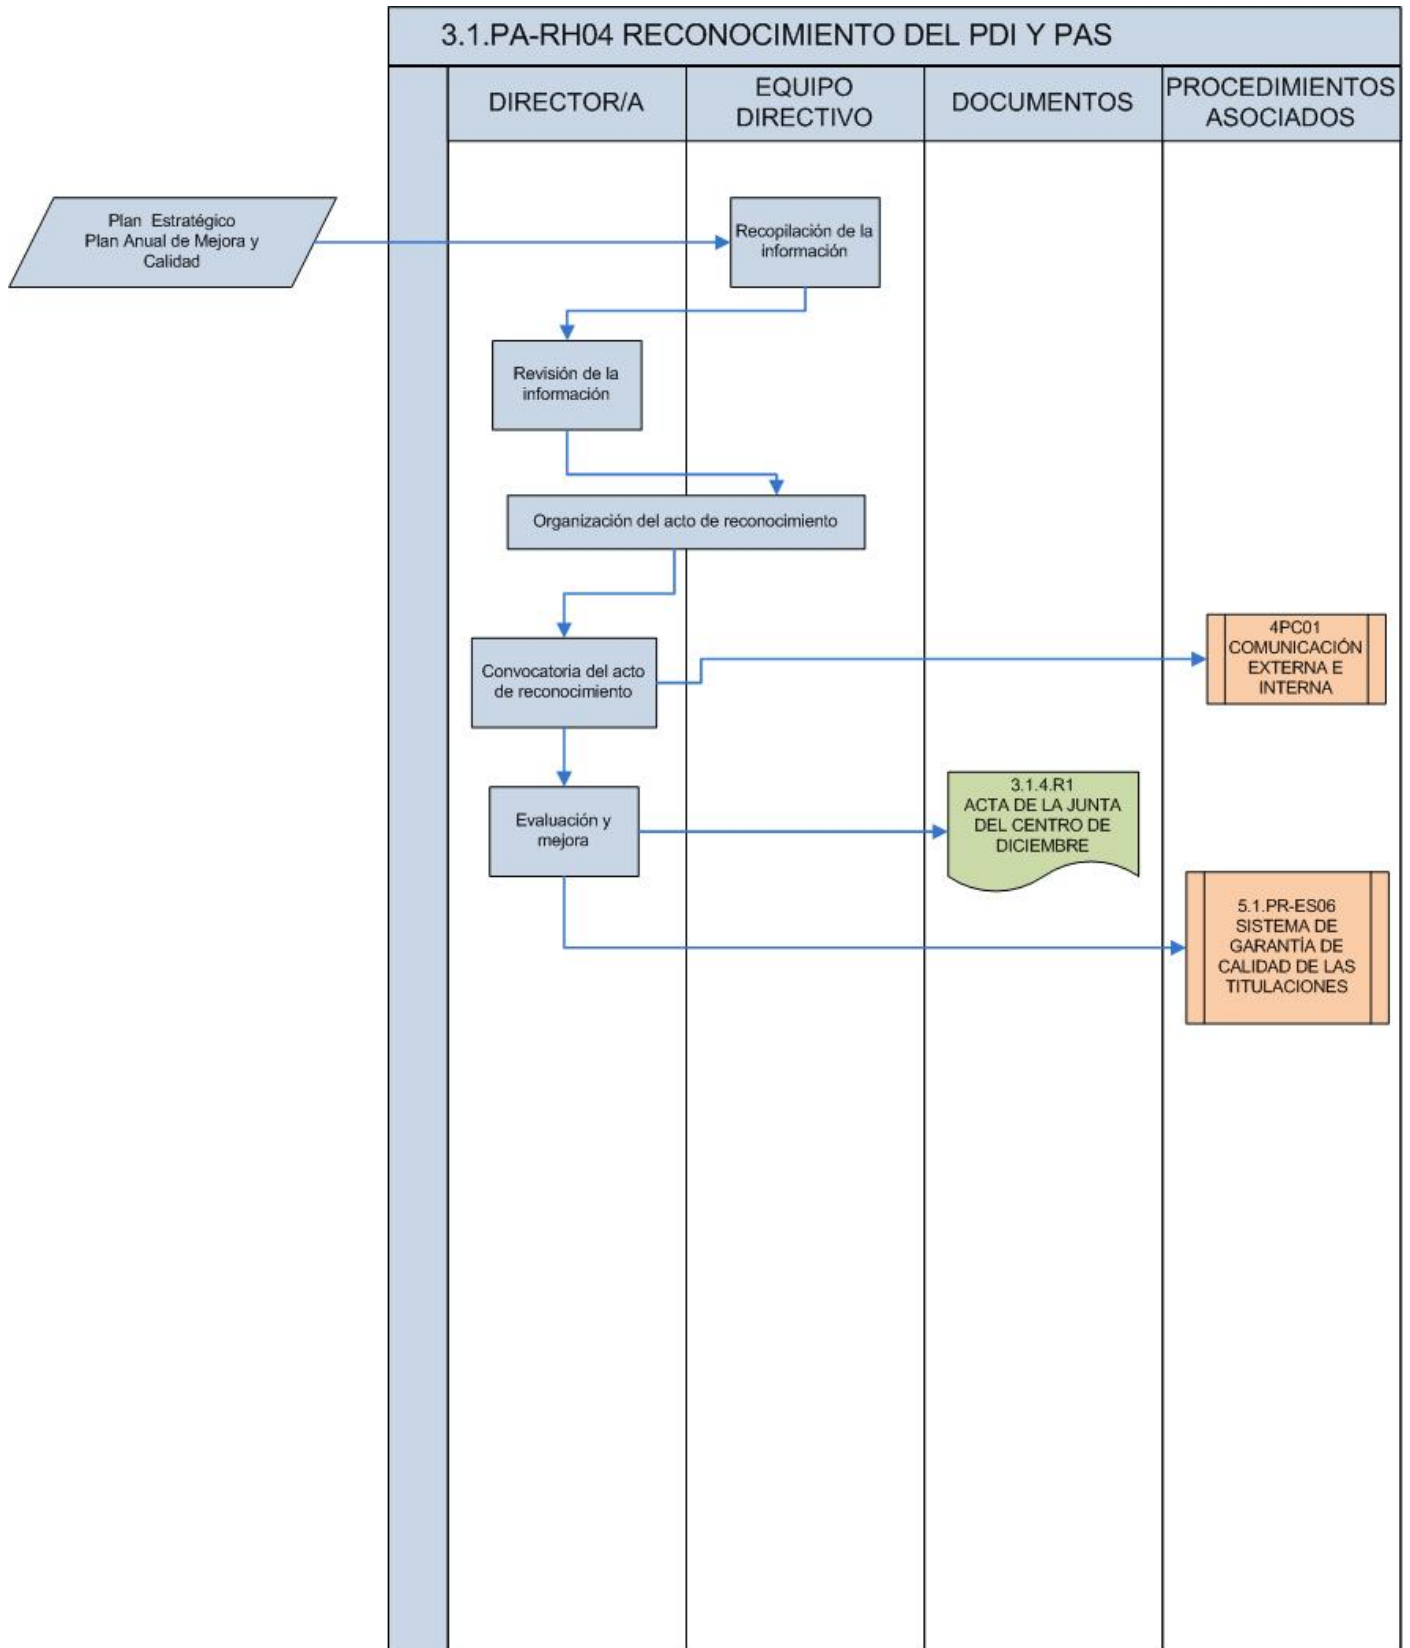 3.1.PA-RH04 RECONOCIMIENTO DEL PDI Y PAS
DIRECTOR/A
EQUIPO
DIRECTIVO
DOCUMENTOS
PROCEDIMIENTOS
ASOCIADOS
Plan Estratégico
Plan Anual de Mejora y
Calidad
Recopilación de la
información
Revisión de la
información
Organización del acto de reconocimiento
Convocatoria del acto
de reconocimiento
4PC01
COMUNICACIÓN
EXTERNA E
INTERNA
Evaluación y
mejora
3.1.4.R1
ACTA DE LA JUNTA
DEL CENTRO DE
DICIEMBRE
5.1.PR-ES06
SISTEMA DE
GARANTÍA DE
CALIDAD DE LAS
TITULACIONES